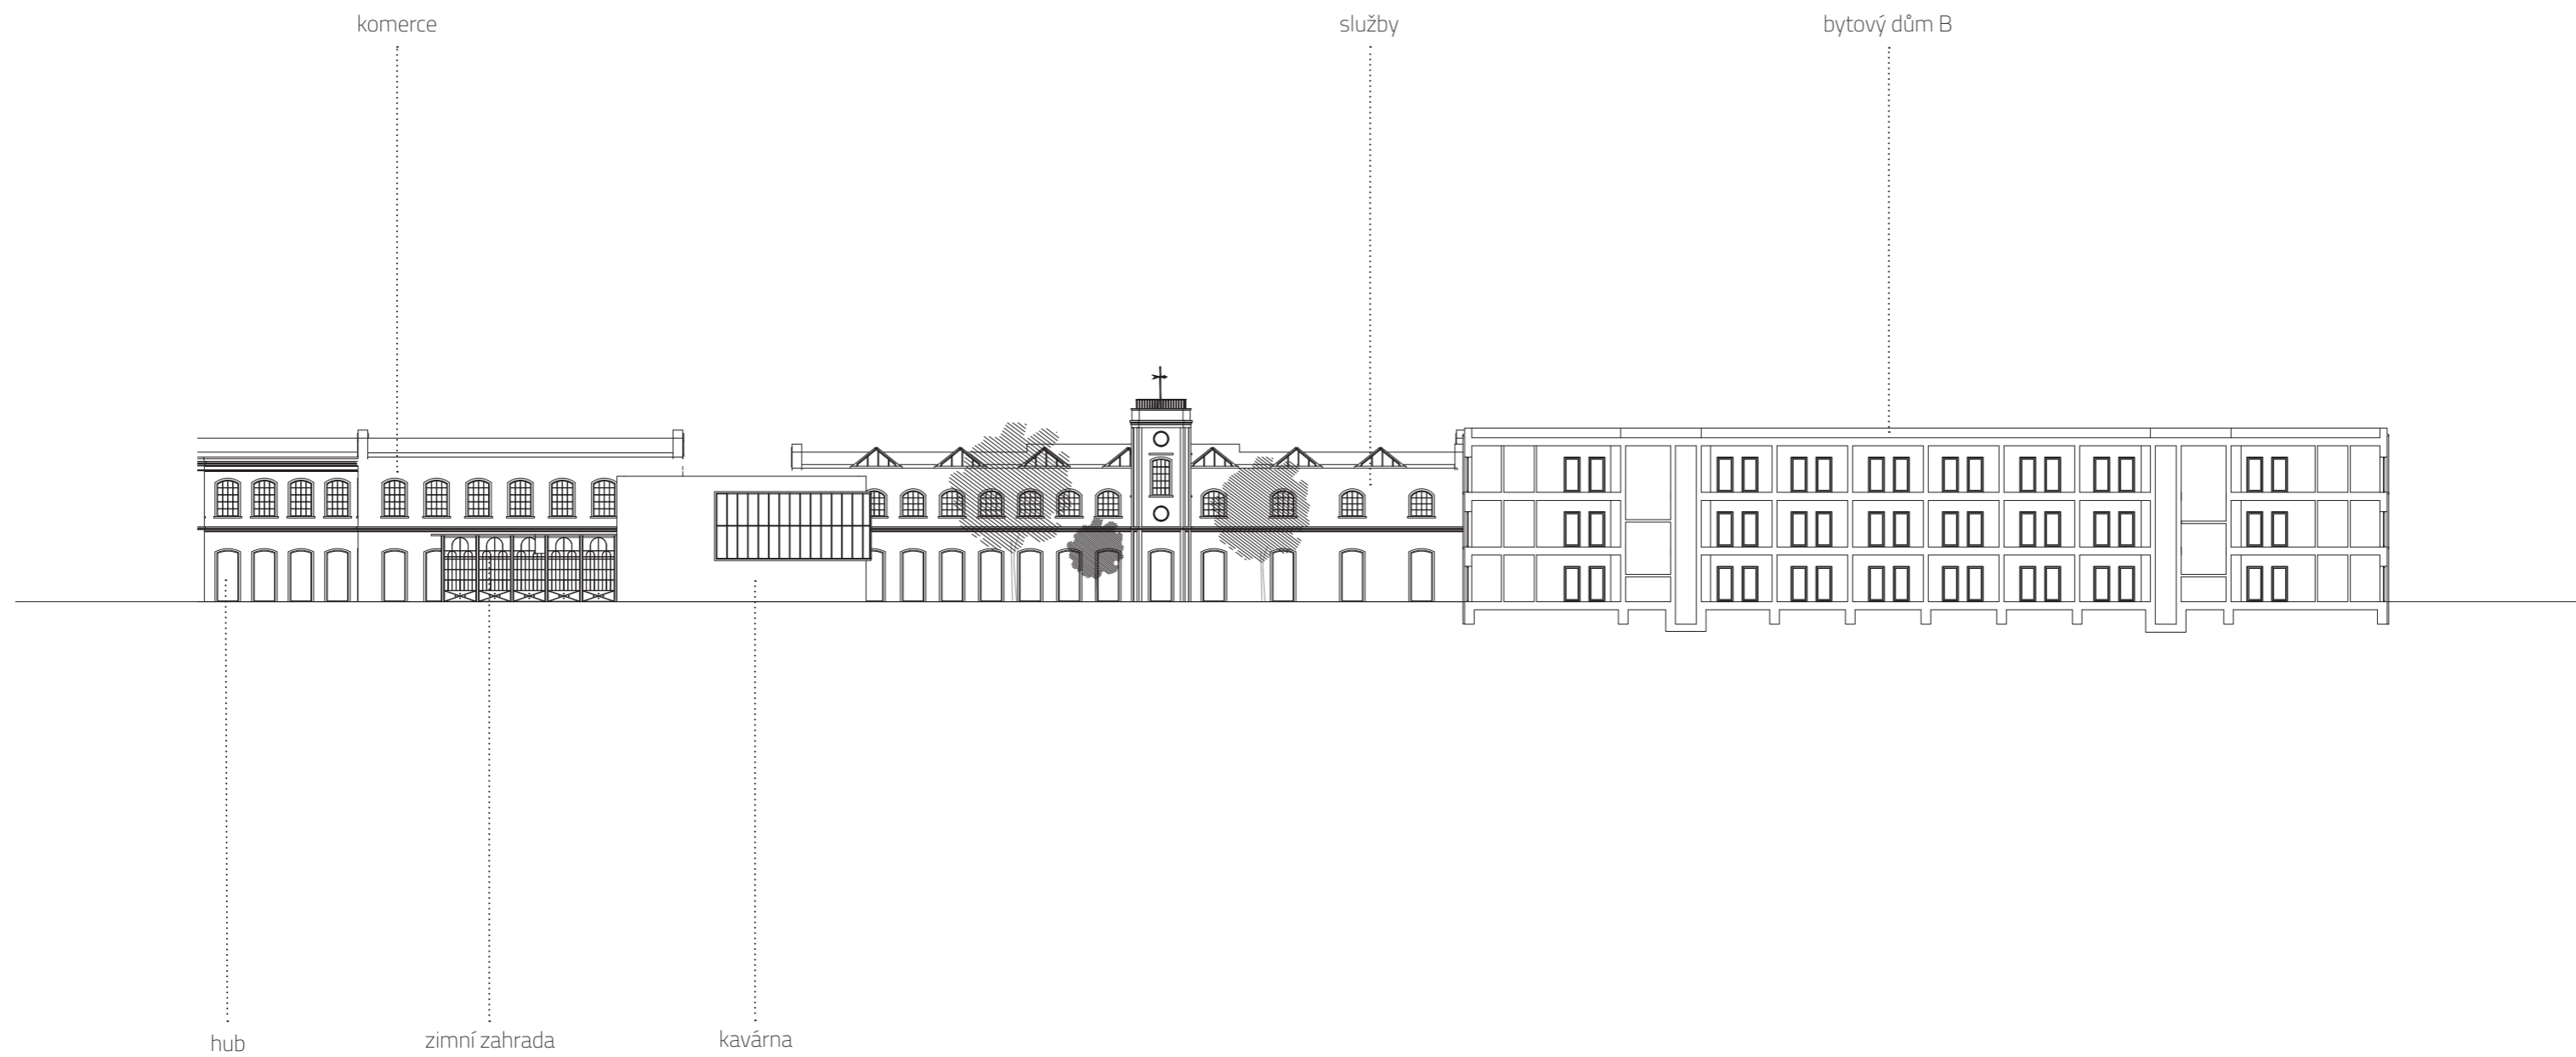 komerce
služby
bytový dům B
hub
zimní zahrada
kavárna